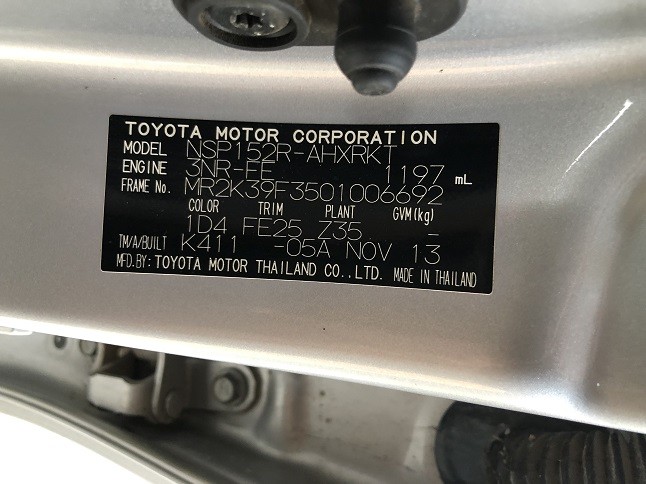 TOYOTA MOTOR CORPORATION
MODEL NSP152R-AHXRKT
ENGINE 3NR-FE 1197 mL
FRAME No. MR2K39F3501006692
COLOR TRIM PLANT GVM(kg)
1D4 FE25 Z35 -
TM/A/BUILT K411 -05A NOV 13
MFD.BY: TOYOTA MOTOR THAILAND CO.,LTD. MADE IN THAILAND